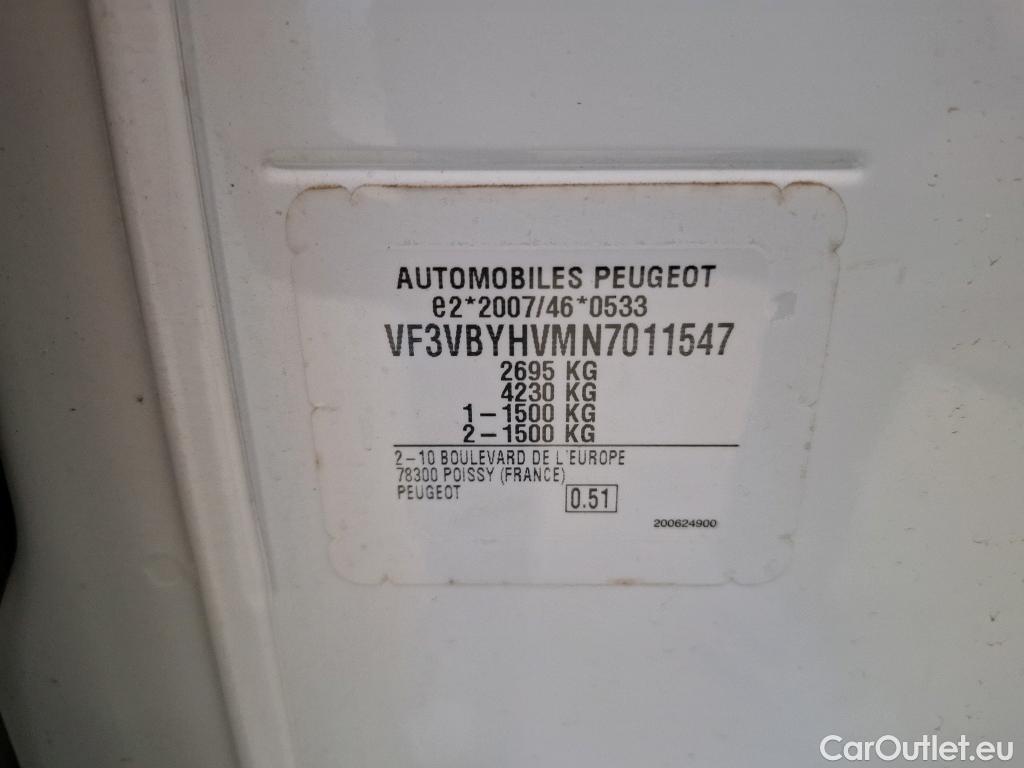 AUTOMOBILES PEUGEOT
e2*2007/46*0533
VF3VBYHVMN7011547
2695 KG
4230 KG
1-1500 KG
2-1500 KG
2-10 BOULEVARD DE L'EUROPE
78300 POISSY (FRANCE)
PEUGEOT
0.51
200624900
CarOutlet.eu